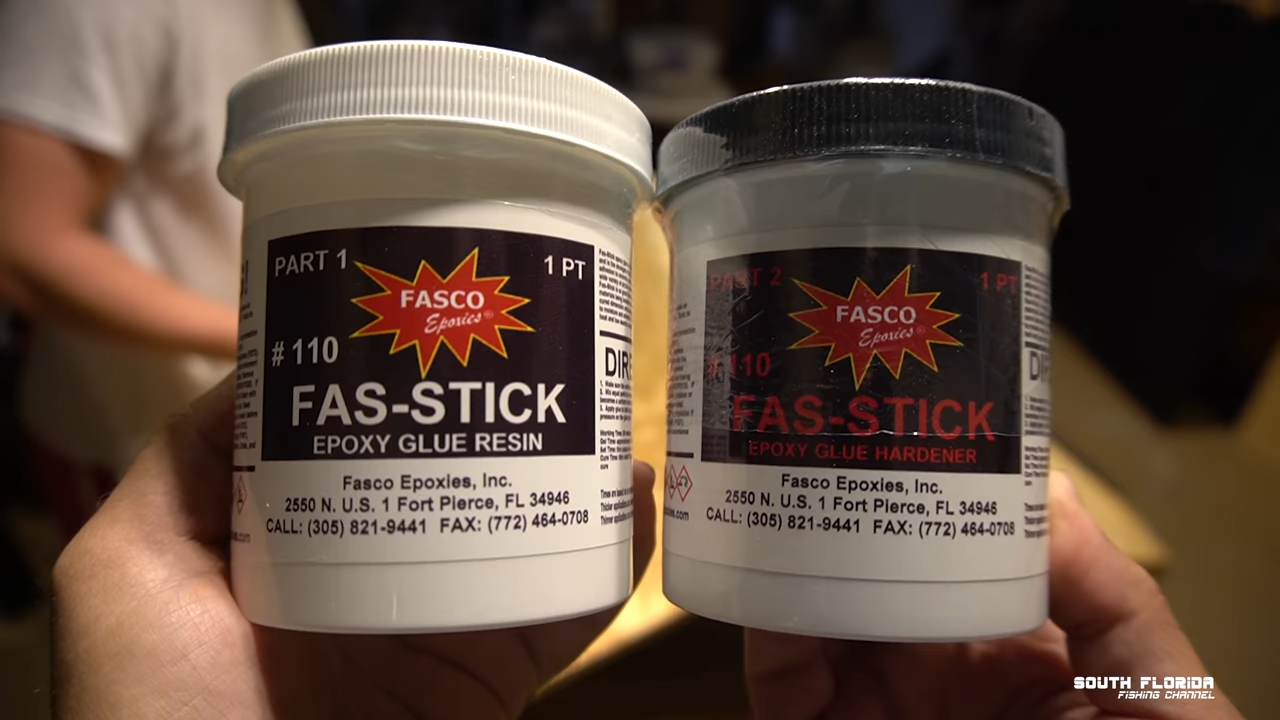 PART 1
1 PT
FASCO
Epoxies®
# 110
FAS-STICK
EPOXY GLUE RESIN
Fasco Epoxies, Inc.
2550 N. U.S. 1 Fort Pierce, FL 34946
CALL: (305) 821-9441 FAX: (772) 464-0708
PART 2
1 PT
FASCO
Epoxies®
# 110
FAS-STICK
EPOXY GLUE HARDENER
Fasco Epoxies, Inc.
2550 N. U.S. 1 Fort Pierce, FL 34946
CALL: (305) 821-9441 FAX: (772) 464-0708
SOUTH FLORIDA
FISHING CHANNEL